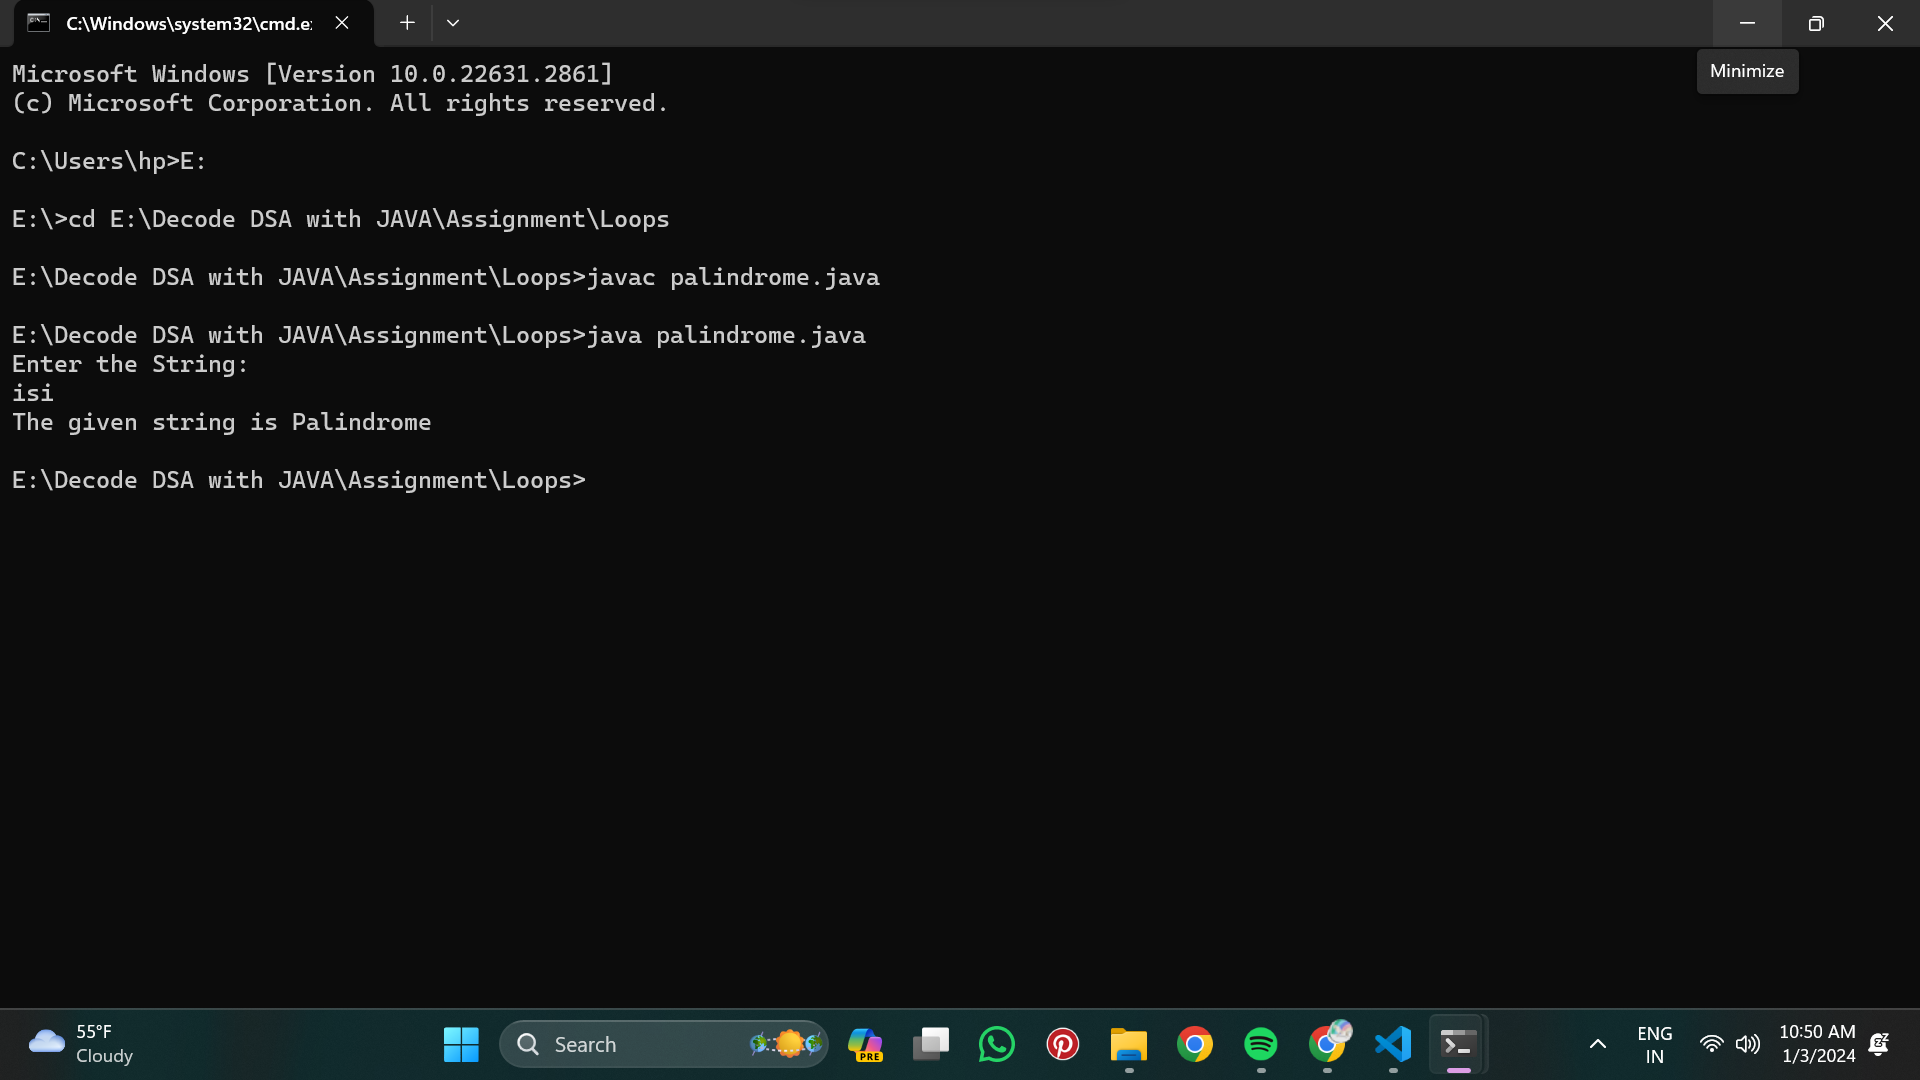 C:\Windows\system32\cmd.e
Minimize
Microsoft Windows [Version 10.0.22631.2861]
(c) Microsoft Corporation. All rights reserved.
C:\Users\hp>E:
E:\>cd E:\Decode DSA with JAVA\Assignment\Loops
E:\Decode DSA with JAVA\Assignment\Loops>javac palindrome.java
E:\Decode DSA with JAVA\Assignment\Loops>java palindrome.java
Enter the String:
isi
The given string is Palindrome
E:\Decode DSA with JAVA\Assignment\Loops>
55°F
Cloudy
Search
PRE
ENG
IN
10:50 AM
1/3/2024